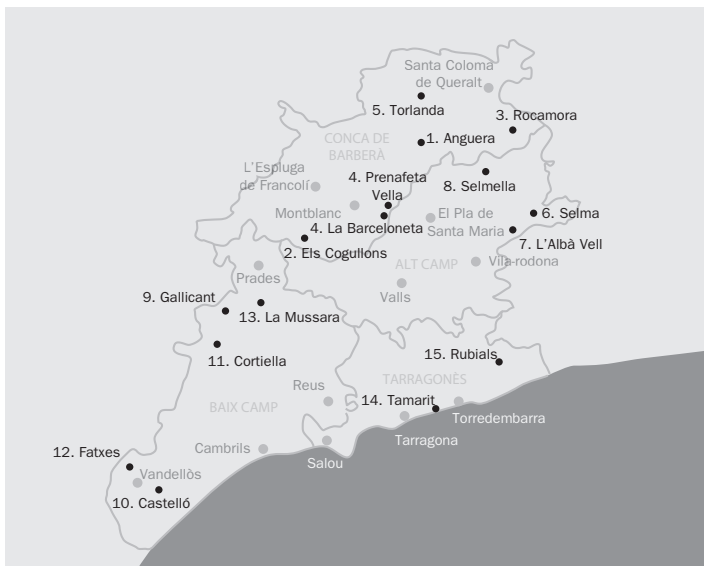 Santa Coloma
de Queralt
5. Torlanda
3. Rocamora
CONCA DE
BARBERÀ
1. Anguera
L'Espluga
de Francolí
4. Prenafeta
Vella
8. Selmella
Montblanc
El Pla de
Santa Maria
6. Selma
4. La Barceloneta
7. L'Albà Vell
2. Els Cogullons
ALT CAMP
Vila-rodona
Prades
Valls
9. Gallicant
13. La Mussara
11. Cortiella
15. Rubials
Reus
TARRAGONÈS
BAIX CAMP
14. Tamarit
Torredembarra
Tarragona
Cambrils
12. Fatxes
Salou
Vandellòs
10. Castelló